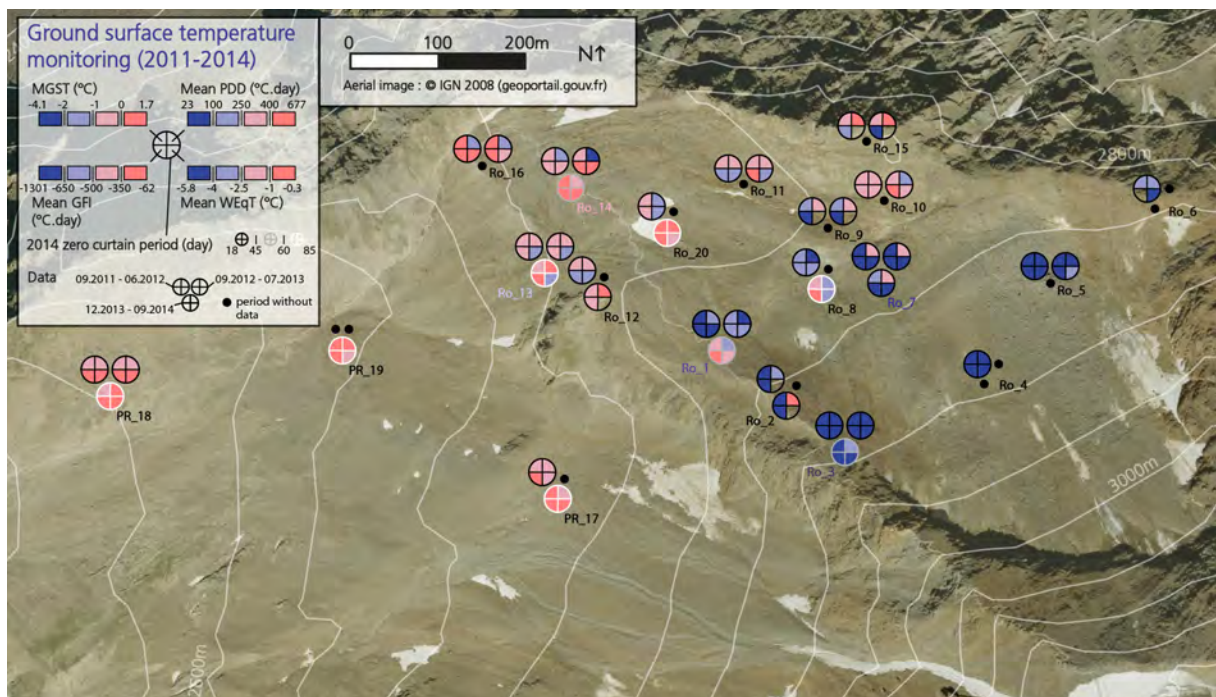 Ground surface temperature
monitoring (2011-2014)
MGST (ºC)
Mean PDD (ºC.day)
-4.1 -2 -1 0 1.7
23 100 250 400 677
-1301 -650 -500 -350 -62
-5.8 -4 -2.5 -1 -0.3
Mean GFI
(ºC.day)
Mean WEqT (ºC)
2014 zero curtain period (day)
18 45 60 85
Data
09.2011 - 06.2012
09.2012 - 07.2013
12.2013 - 09.2014
period without
data
0 100 200m
N↑
Aerial image : © IGN 2008 (geoportail.gouv.fr)
Ro_15
2800m
Ro_16
Ro_14
Ro_11
Ro_10
Ro_6
Ro_20
Ro_9
Ro_13
Ro_12
Ro_8
Ro_7
Ro_5
PR_19
Ro_1
Ro_4
PR_18
Ro_2
Ro_3
3000m
PR_17